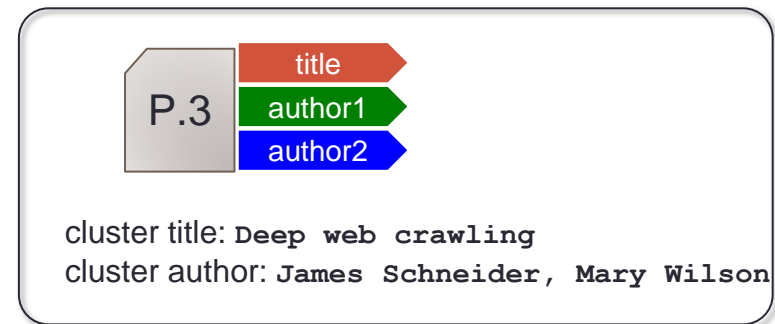 title
P.3
author1
author2
cluster title: Deep web crawling
cluster author: James Schneider, Mary Wilson